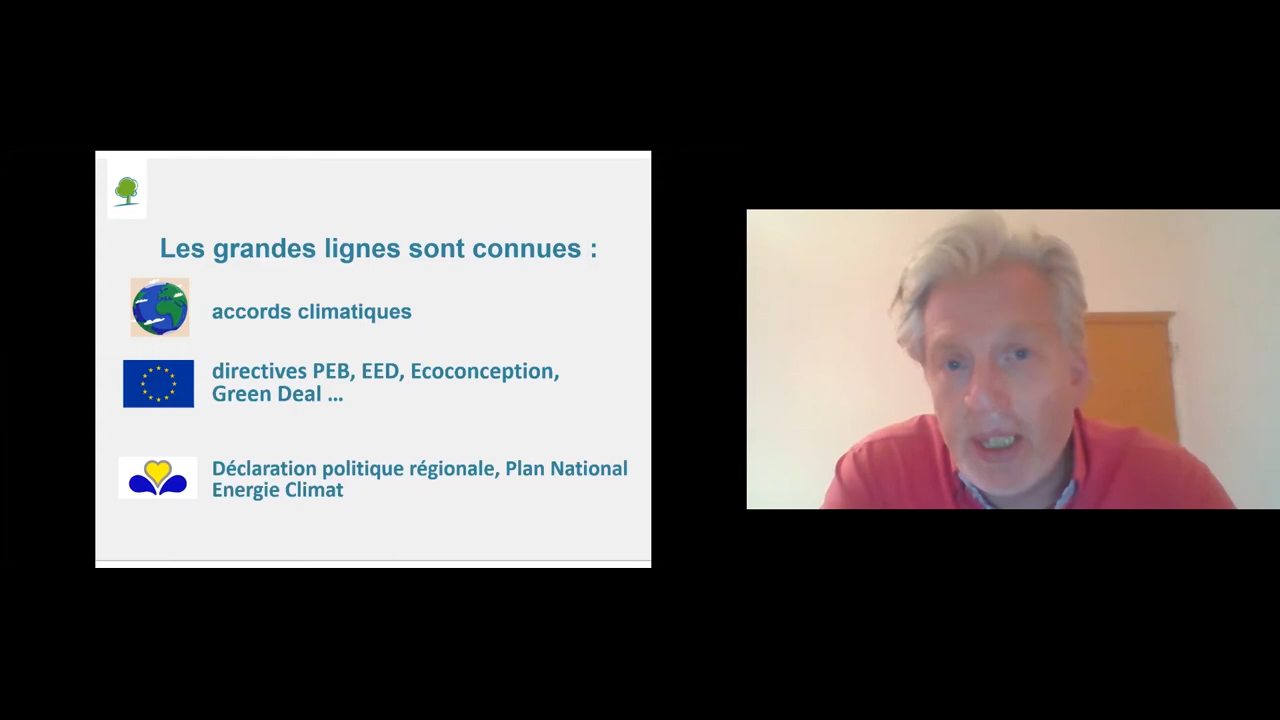 Les grandes lignes sont connues :
accords climatiques
directives PEB, EED, Ecoconception,
Green Deal ...
Déclaration politique régionale, Plan National
Energie Climat